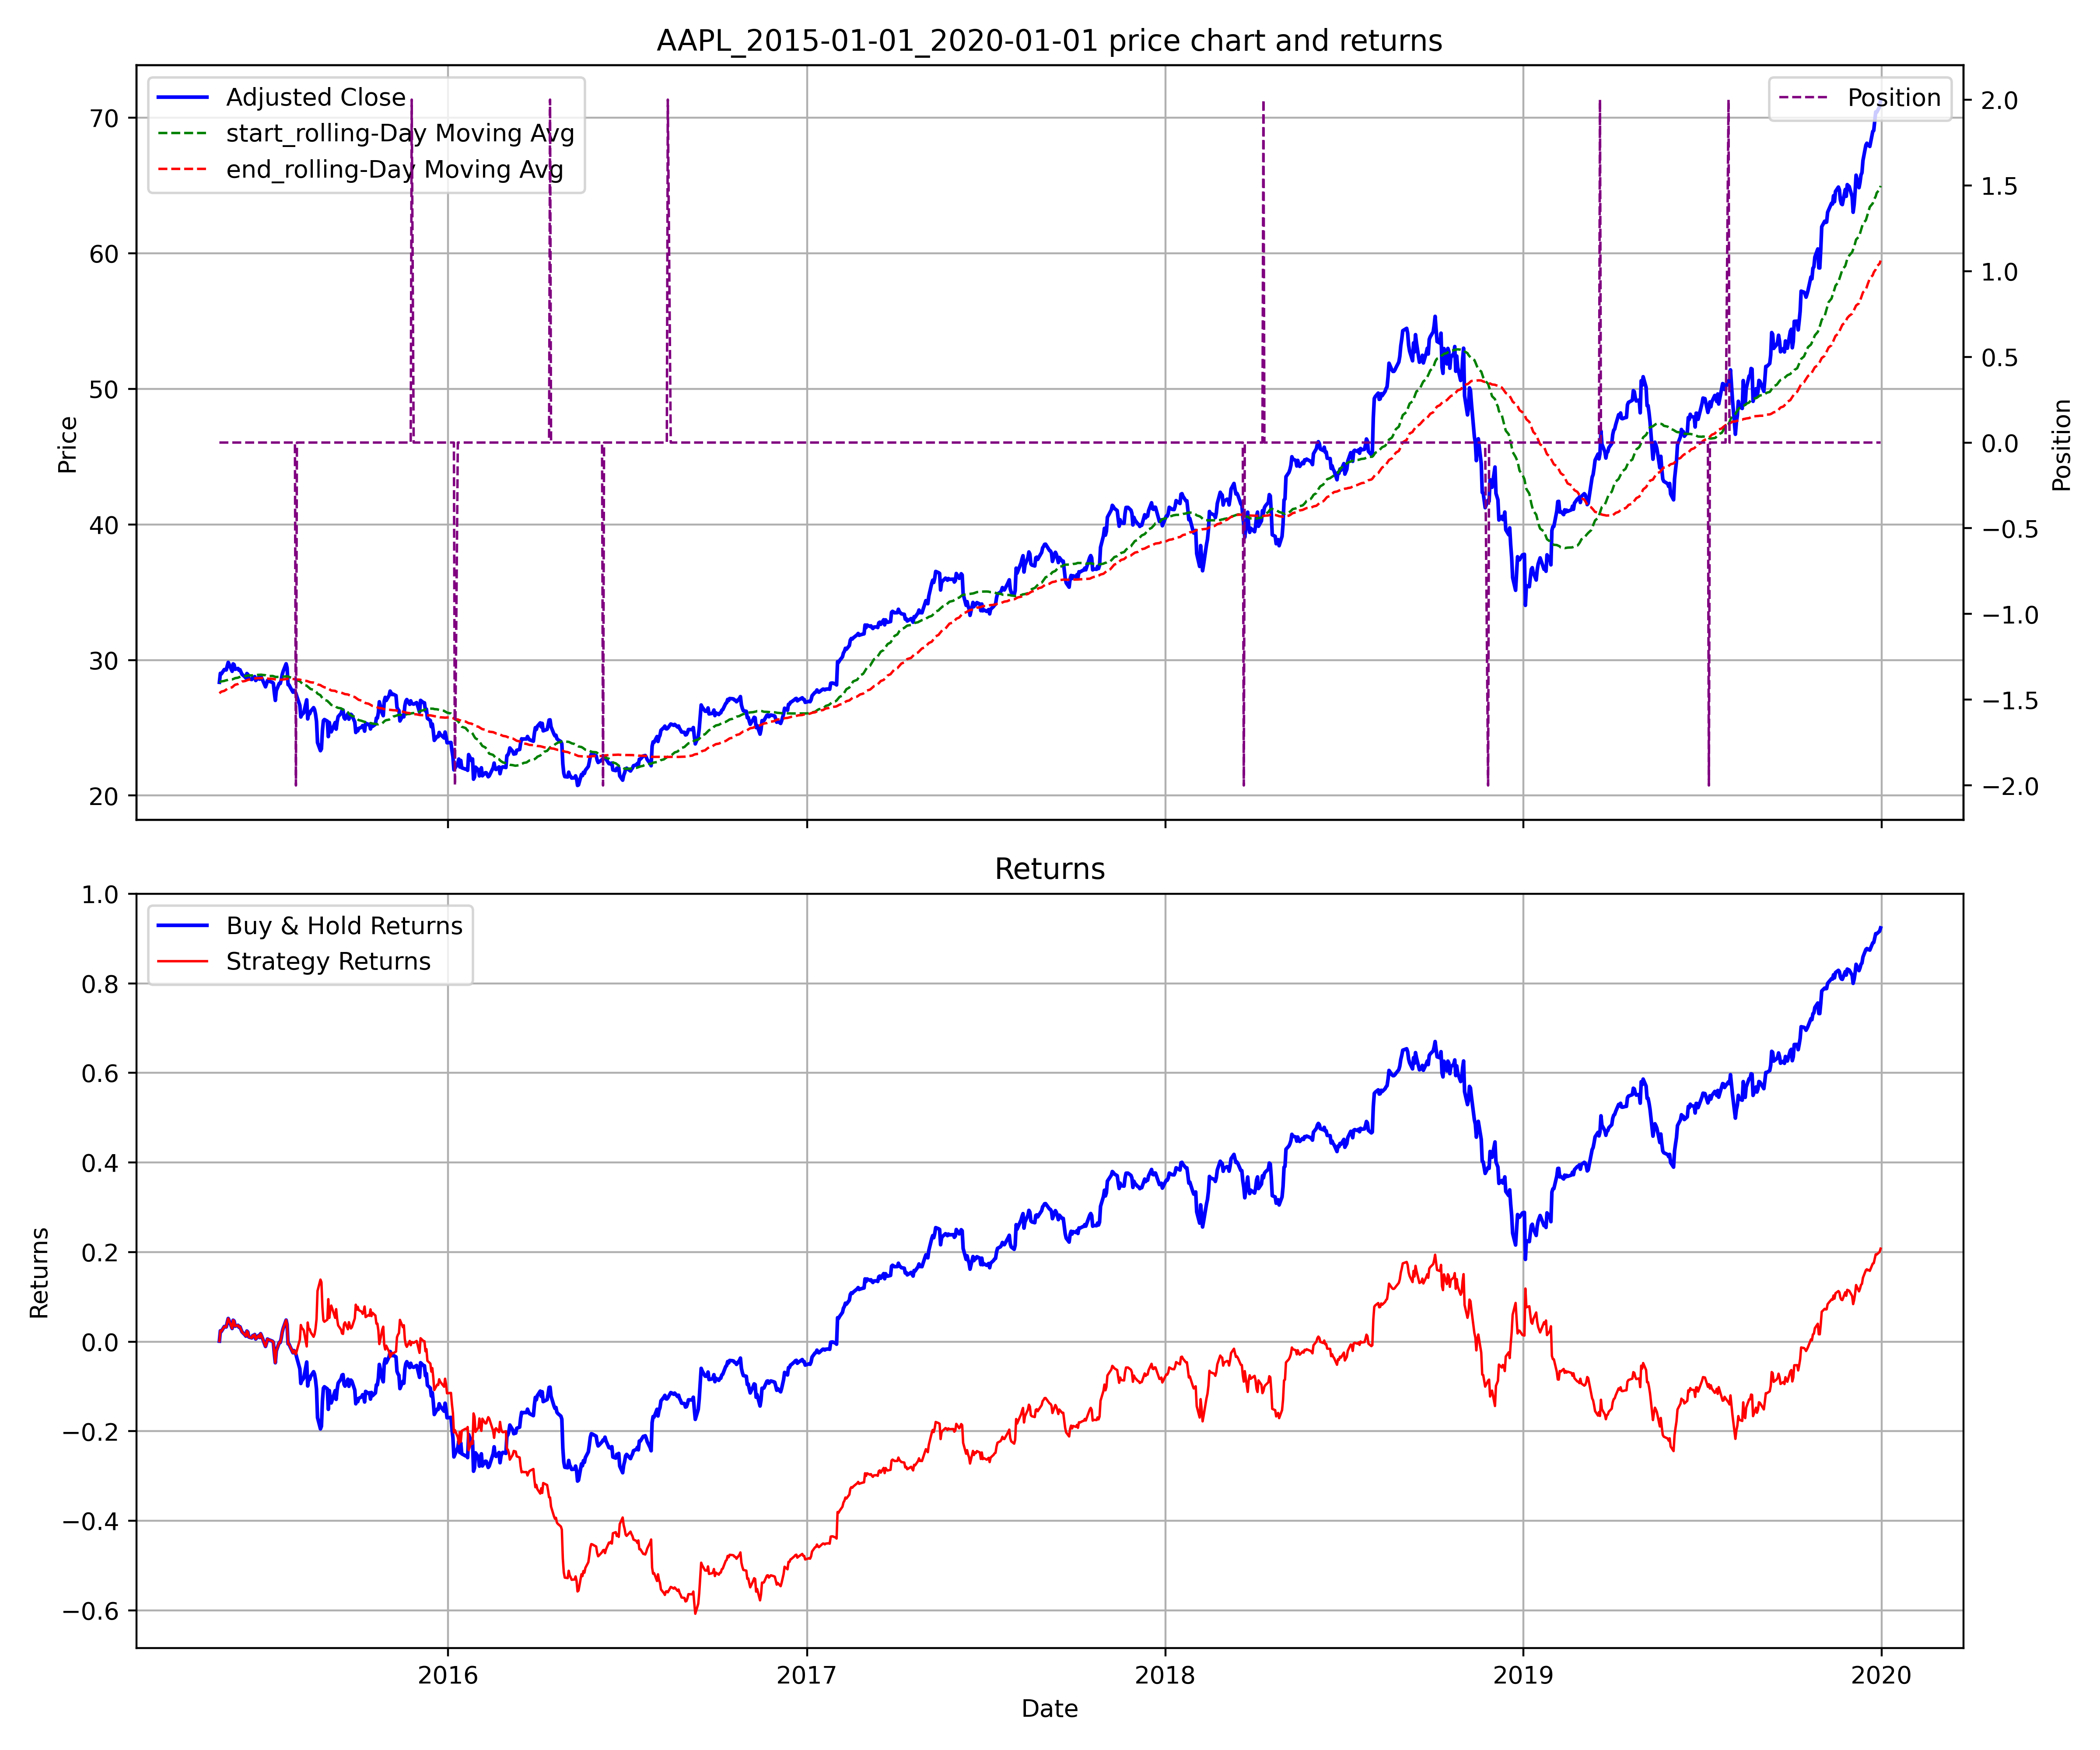 AAPL_2015-01-01_2020-01-01 price chart and returns
Adjusted Close
start_rolling-Day Moving Avg
end_rolling-Day Moving Avg
Position
70
60
50
40
30
20
Price
2.0
1.5
1.0
0.5
0.0
−0.5
−1.0
−1.5
−2.0
Position
Returns
Buy & Hold Returns
Strategy Returns
1.0
0.8
0.6
0.4
0.2
0.0
−0.2
−0.4
−0.6
Returns
2016 2017 2018 2019 2020
Date